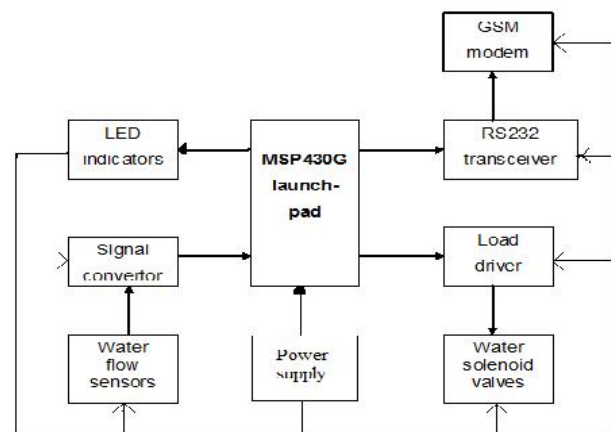 GSM
modem
LED
indicators
MSP430G
launch-
pad
RS232
transceiver
Signal
convertor
Load
driver
Water
flow
sensors
Power
supply
Water
solenoid
valves